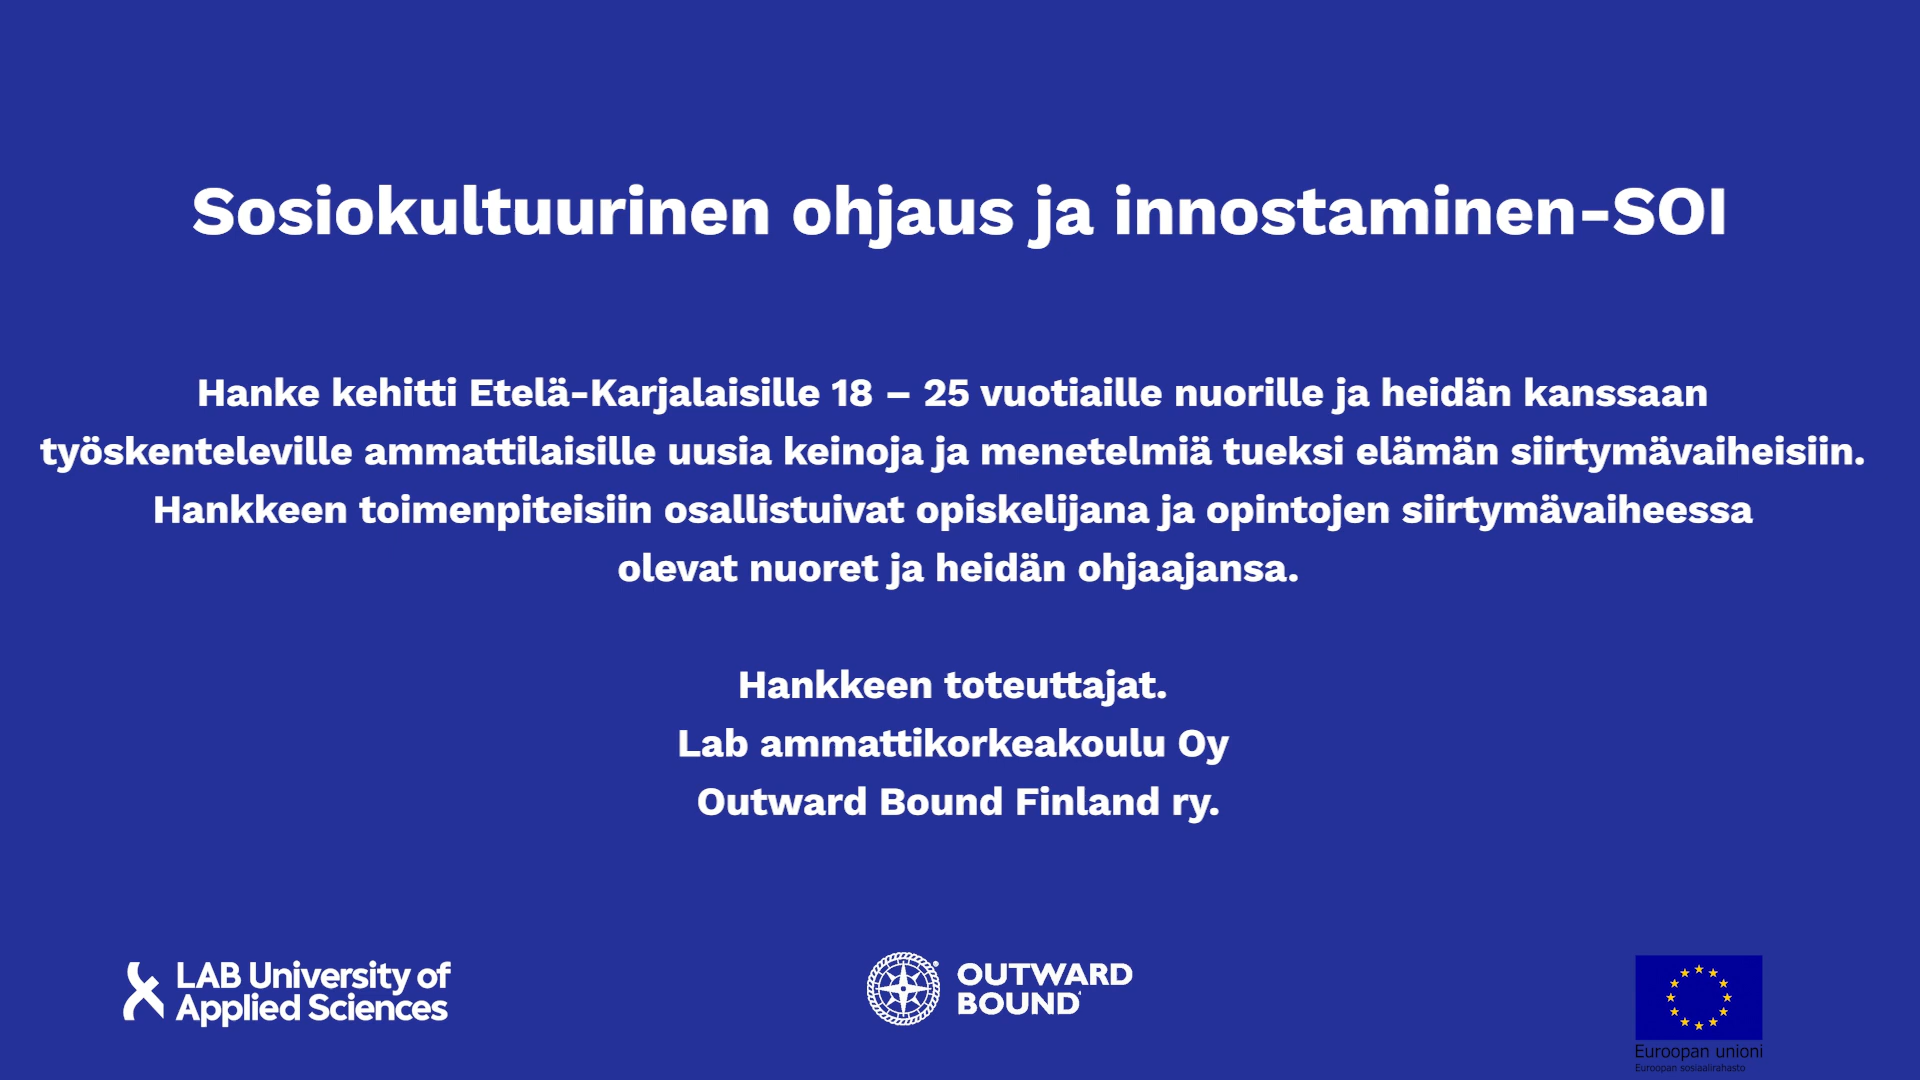 Sosiokultuurinen ohjaus ja innostaminen-SOI
Hanke kehitti Etelä-Karjalaisille 18 – 25 vuotiaille nuorille ja heidän kanssaan
työskenteleville ammattilaisille uusia keinoja ja menetelmiä tueksi elämän siirtymävaiheisiin.
Hankkeen toimenpiteisiin osallistuivat opiskelijana ja opintojen siirtymävaiheessa
olevat nuoret ja heidän ohjaajansa.
Hankkeen toteuttajat.
Lab ammattikorkeakoulu Oy
Outward Bound Finland ry.
LAB University of
Applied Sciences
OUTWARD
BOUND
Euroopan unioni
Euroopan sosiaalirahasto